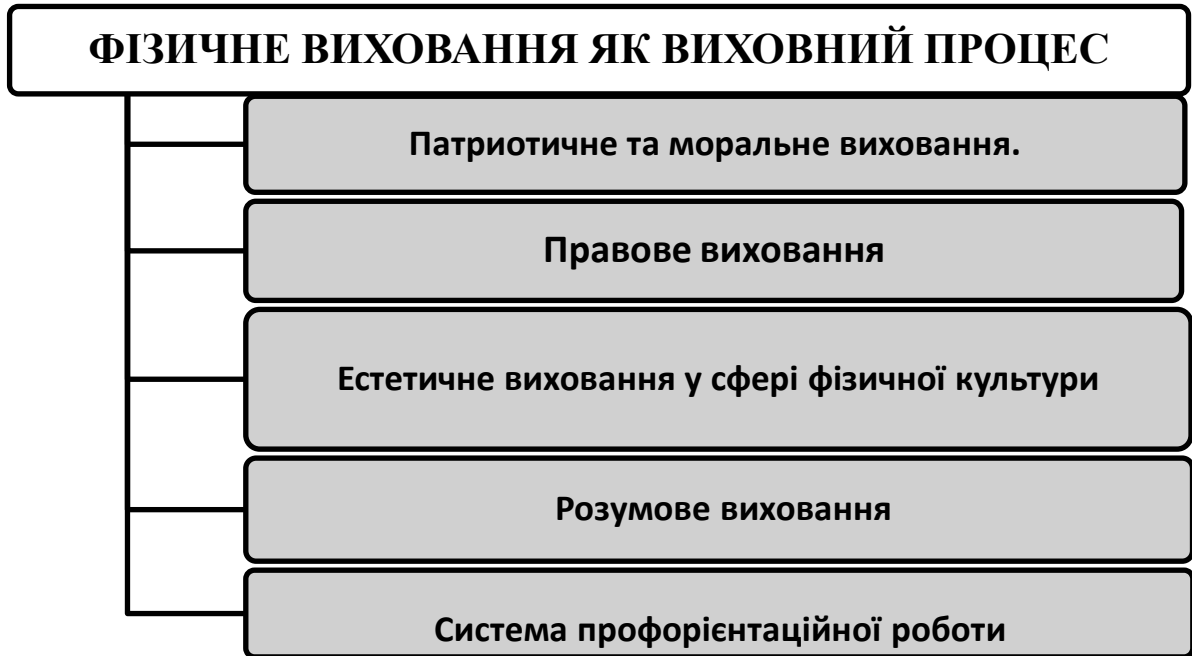 ФІЗИЧНЕ ВИХОВАННЯ ЯК ВИХОВНИЙ ПРОЦЕС
Патриотичне та моральне виховання.
Правове виховання
Естетичне виховання у сфері фізичної культури
Розумове виховання
Система профорієнтаційної роботи